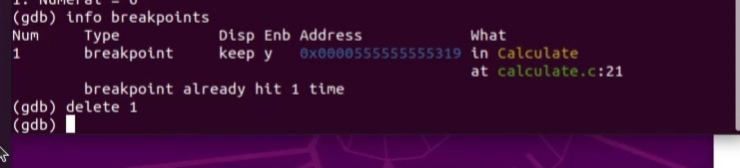 1: Numeral = 0
(gdb) info breakpoints
Num     Type           Disp Enb Address            What
1       breakpoint     keep y   0x0000555555555319 in Calculate
                                                   at calculate.c:21
        breakpoint already hit 1 time
(gdb) delete 1
(gdb)